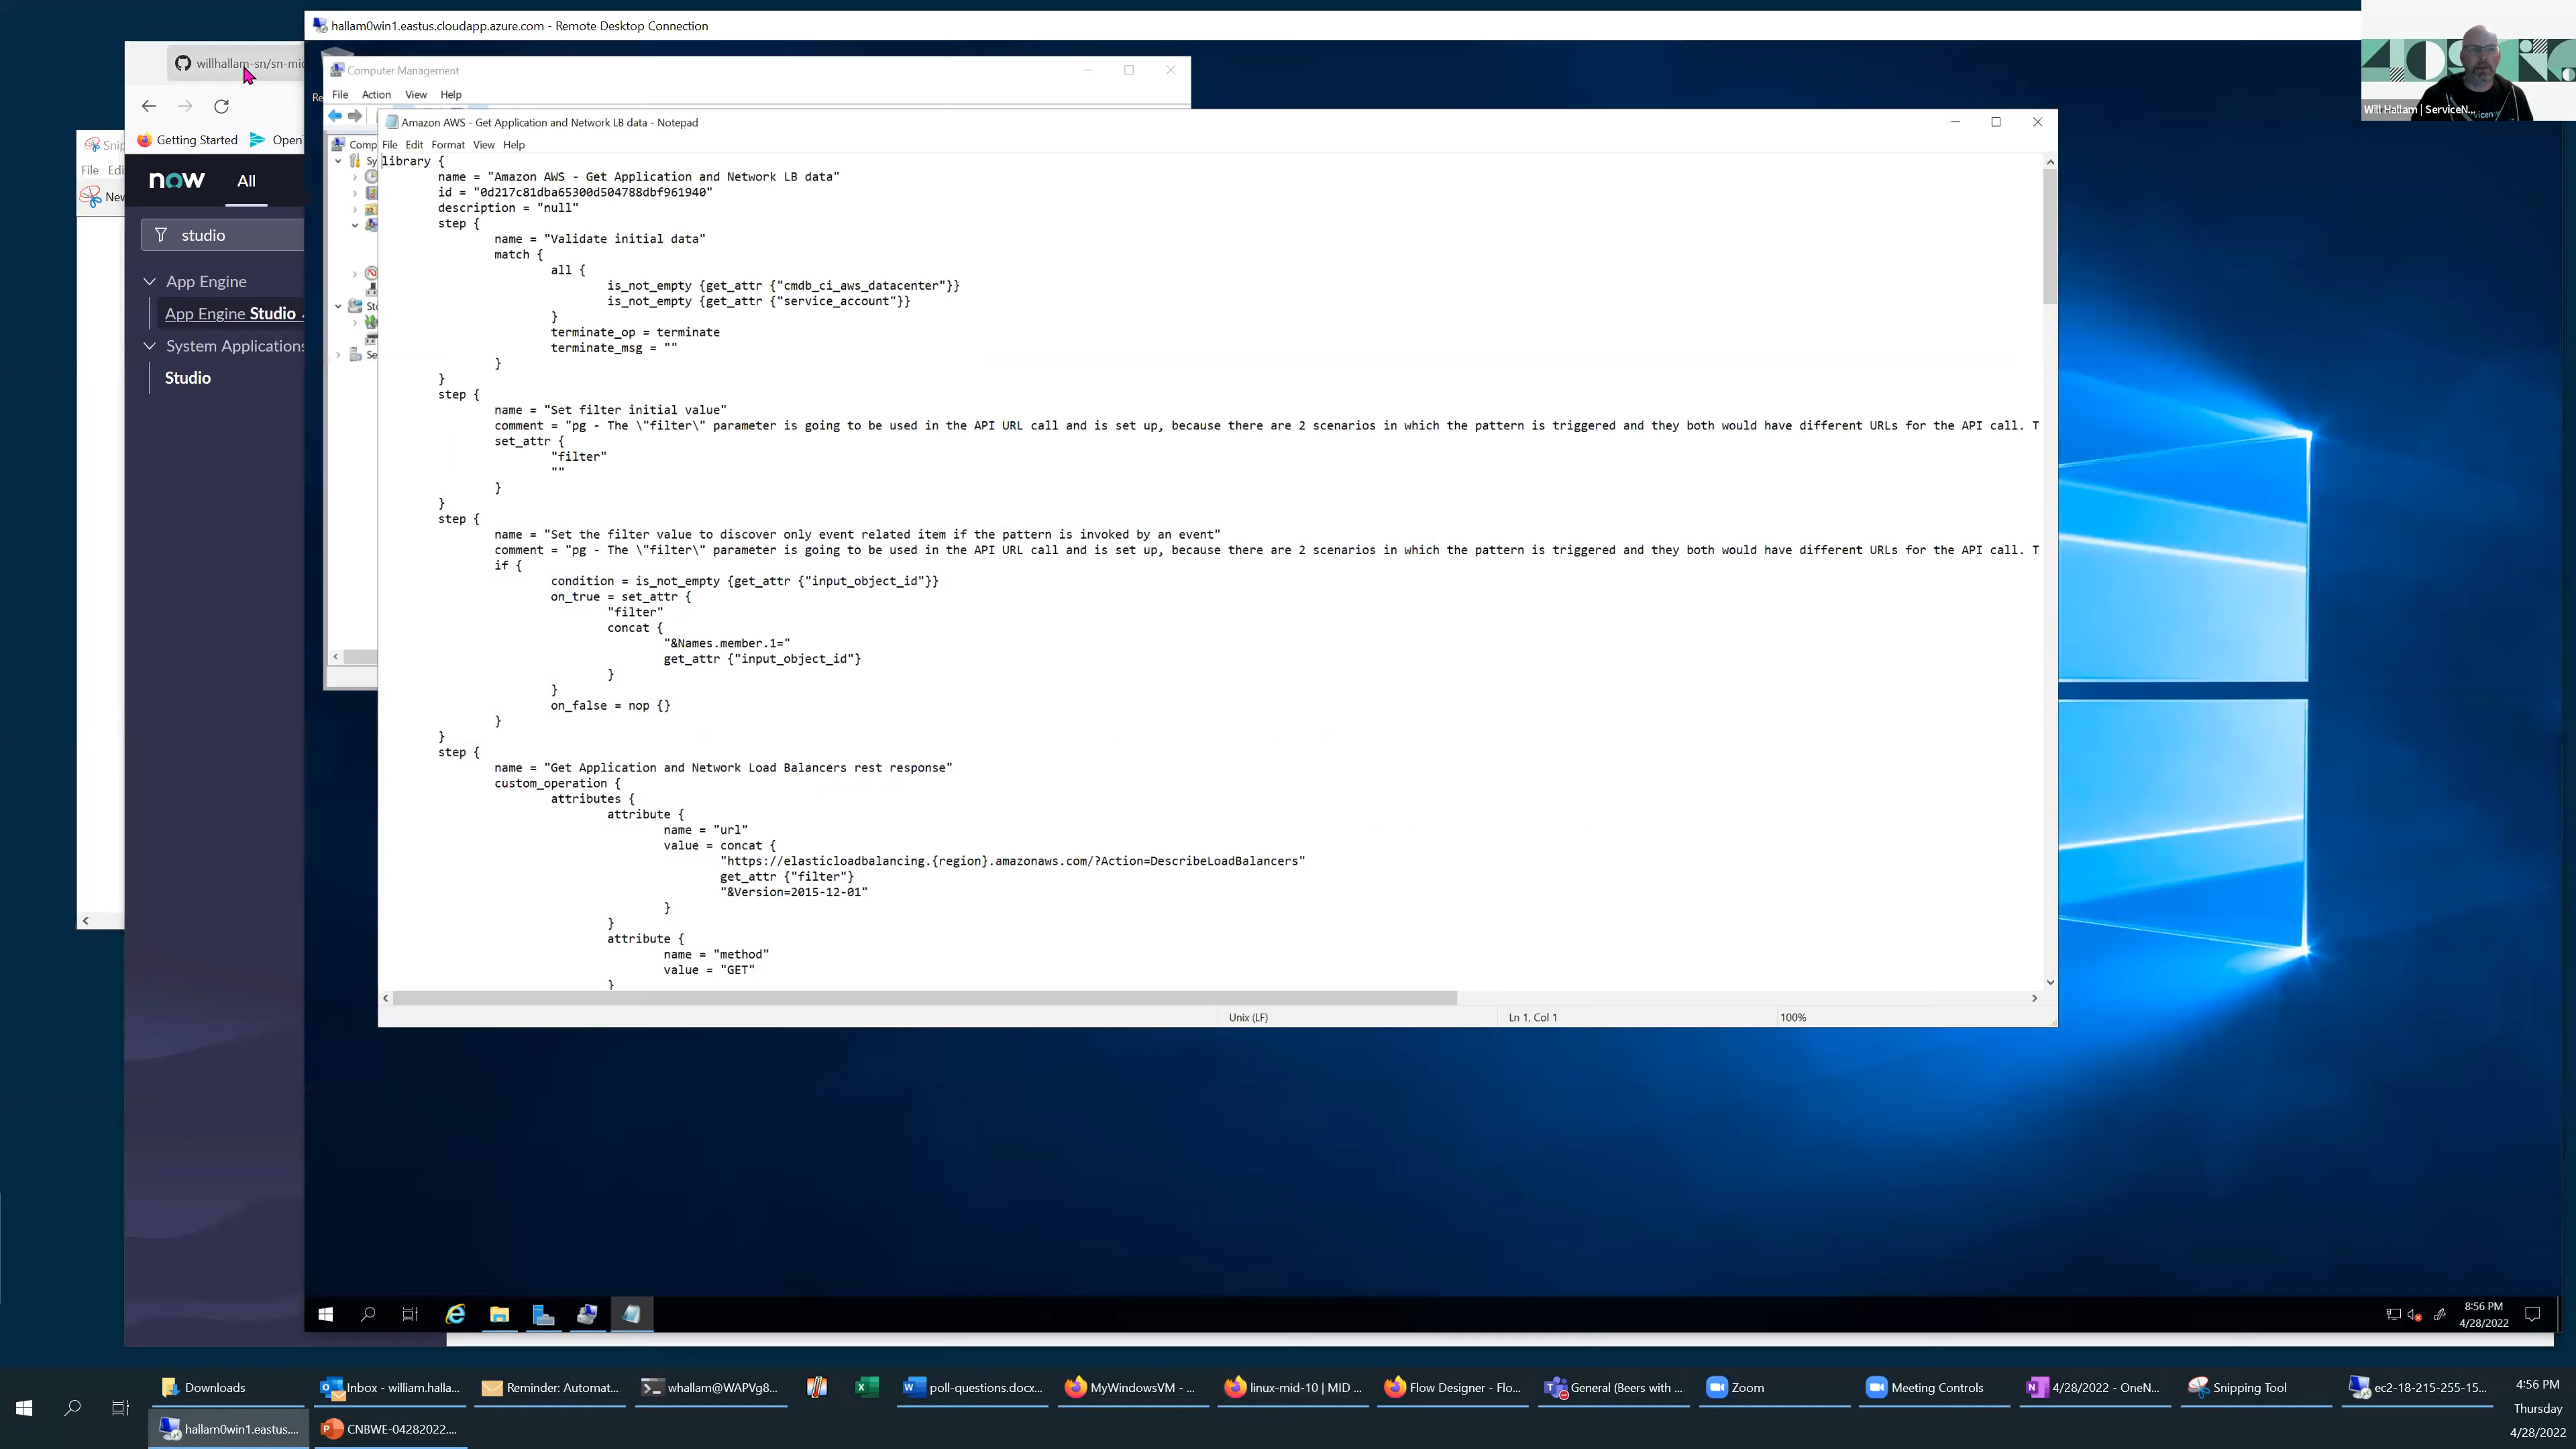 hallam0win1.eastus.cloudapp.azure.com - Remote Desktop Connection
willhallam-sn/sn-mid
Getting Started
Snip
File Edi
New
now All
studio
App Engine
App Engine Studio
System Applications
Studio
Will Hallam | ServiceN...
Computer Management
File Action View Help
Comp
Sy
Sto
Se
Amazon AWS - Get Application and Network LB data - Notepad
File Edit Format View Help
library {
name = "Amazon AWS - Get Application and Network LB data"
id = "0d217c81dba65300d504788dbf961940"
description = "null"
step {
name = "Validate initial data"
match {
all {
is_not_empty {get_attr {"cmdb_ci_aws_datacenter"}}
is_not_empty {get_attr {"service_account"}}
}
terminate_op = terminate
terminate_msg = ""
}
}
step {
name = "Set filter initial value"
comment = "pg - The \"filter\" parameter is going to be used in the API URL call and is set up, because there are 2 scenarios in which the pattern is triggered and they both would have different URLs for the API call. T
set_attr {
"filter"
""
}
}
step {
name = "Set the filter value to discover only event related item if the pattern is invoked by an event"
comment = "pg - The \"filter\" parameter is going to be used in the API URL call and is set up, because there are 2 scenarios in which the pattern is triggered and they both would have different URLs for the API call. T
if {
condition = is_not_empty {get_attr {"input_object_id"}}
on_true = set_attr {
"filter"
concat {
"&Names.member.1="
get_attr {"input_object_id"}
}
}
on_false = nop {}
}
}
step {
name = "Get Application and Network Load Balancers rest response"
custom_operation {
attributes {
attribute {
name = "url"
value = concat {
"https://elasticloadbalancing.{region}.amazonaws.com/?Action=DescribeLoadBalancers"
get_attr {"filter"}
"&Version=2015-12-01"
}
}
attribute {
name = "method"
value = "GET"
}
Unix (LF) Ln 1, Col 1 100%
8:56 PM
4/28/2022
Downloads
Inbox - william.halla...
Reminder: Automat...
whallam@WAPVg8...
poll-questions.docx...
MyWindowsVM - ...
linux-mid-10 | MID ...
Flow Designer - Flo...
General (Beers with ...
Zoom
Meeting Controls
4/28/2022 - OneN...
Snipping Tool
ec2-18-215-255-15...
hallam0win1.eastus....
CNBWE-04282022....
4:56 PM
Thursday
4/28/2022